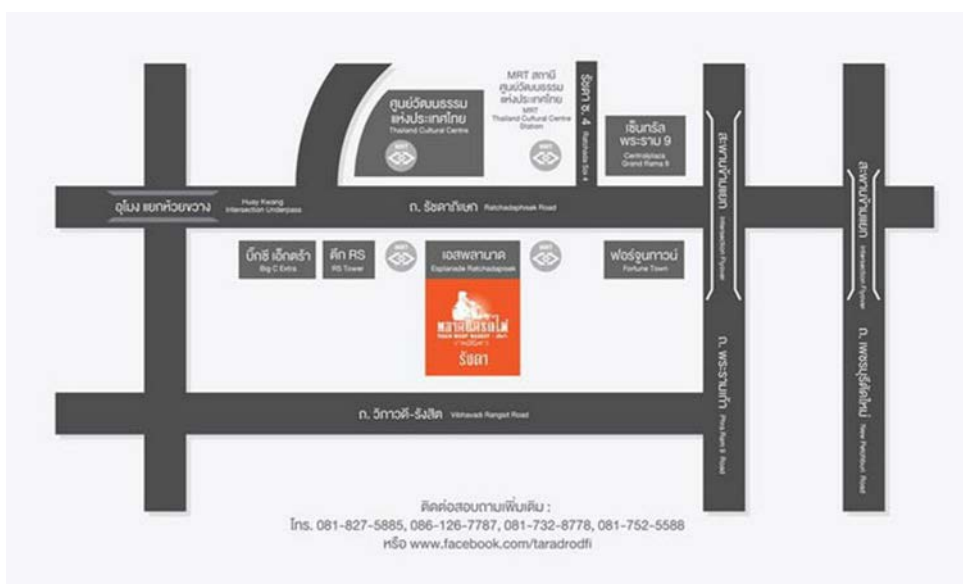 ศูนย์วัฒนธรรม
แห่งประเทศไทย
Thailand Cultural Centre
MRT
MRT สถานี
ศูนย์วัฒนธรรม
แห่งประเทศไทย
MRT
Thailand Cultural Centre
Station
MRT
รัชดา ซ. 4 Ratchada Soi 4
เซ็นทรัล
พระราม 9
Centralplaza
Grand Rama 9
สะพานข้ามแยก Intersection Flyover
สะพานข้ามแยก Intersection Flyover
อุโมง แยกห้วยขวาง
Huay Kwang
Intersection Underpass
ถ. รัชดาภิเษก Ratchadaphisek Road
บิ๊กซี เอ็กตร้า
Big C Extra
ตึก RS
RS Tower
MRT
เอสพลานาด
Esplanade Ratchadapisek
MRT
ฟอร์จูนทาวน์
Fortune Town
ตลาดนัดรถไฟ
รัชดา
ถ. พระรามเก้า Phra Ram 9 Road
ถ. เพชรบุรีตัดใหม่ New Petchburi Road
ถ. วิภาวดี-รังสิต Vibhavadi Rangsit Road
ติดต่อสอบถามเพิ่มเติม :
โทร. 081-827-5885, 086-126-7787, 081-732-8778, 081-752-5588
หรือ www.facebook.com/taradrodfi